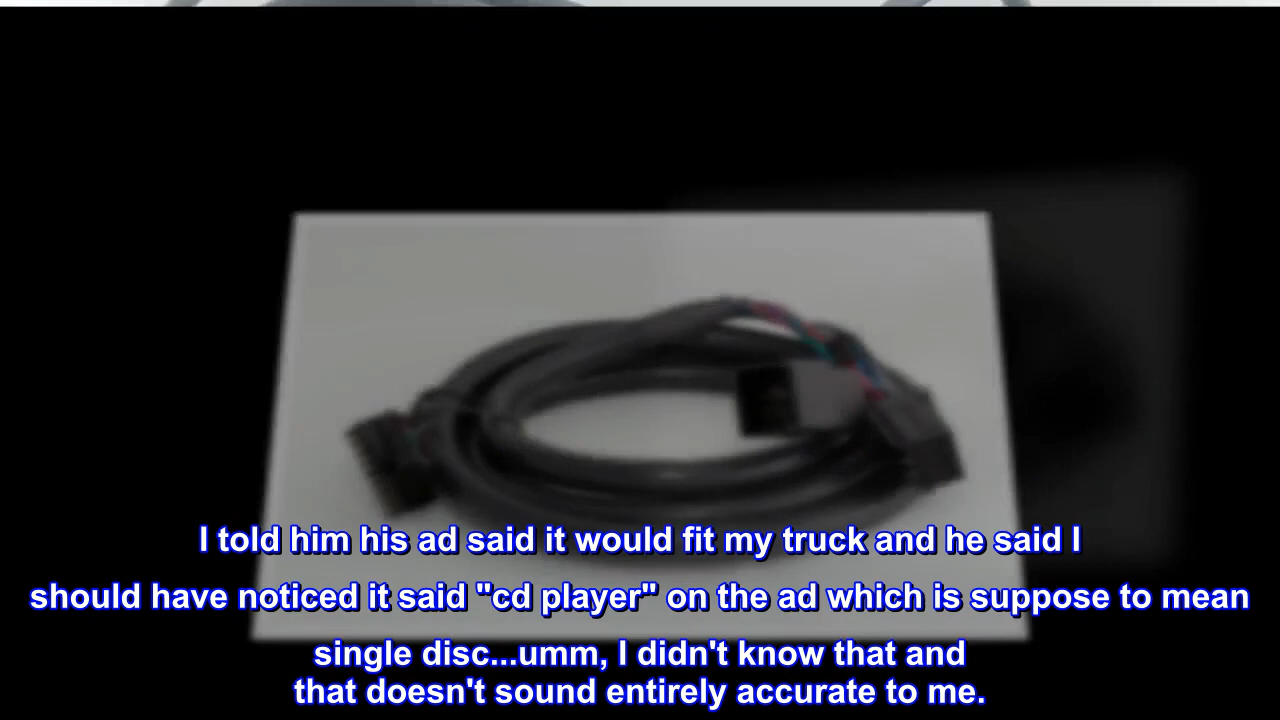 I told him his ad said it would fit my truck and he said I
should have noticed it said "cd player" on the ad which is suppose to mean
single disc...umm, I didn't know that and
that doesn't sound entirely accurate to me.